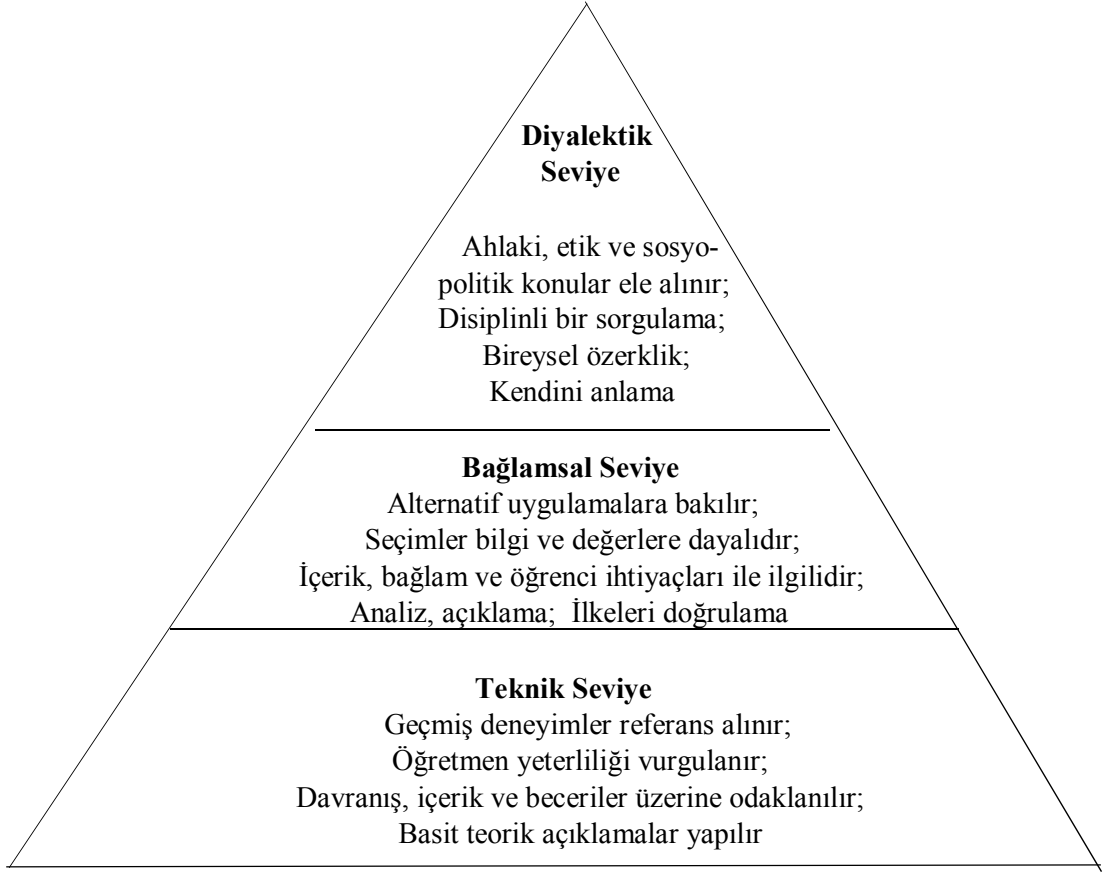 Diyalektik
Seviye
Ahlaki, etik ve sosyo-
politik konular ele alınır;
Disiplinli bir sorgulama;
Bireysel özerklik;
Kendini anlama
Bağlamsal Seviye
Alternatif uygulamalara bakılır;
Seçimler bilgi ve değerlere dayalıdır;
İçerik, bağlam ve öğrenci ihtiyaçları ile ilgilidir;
Analiz, açıklama; İlkeleri doğrulama
Teknik Seviye
Geçmiş deneyimler referans alınır;
Öğretmen yeterliliği vurgulanır;
Davranış, içerik ve beceriler üzerine odaklanılır;
Basit teorik açıklamalar yapılır